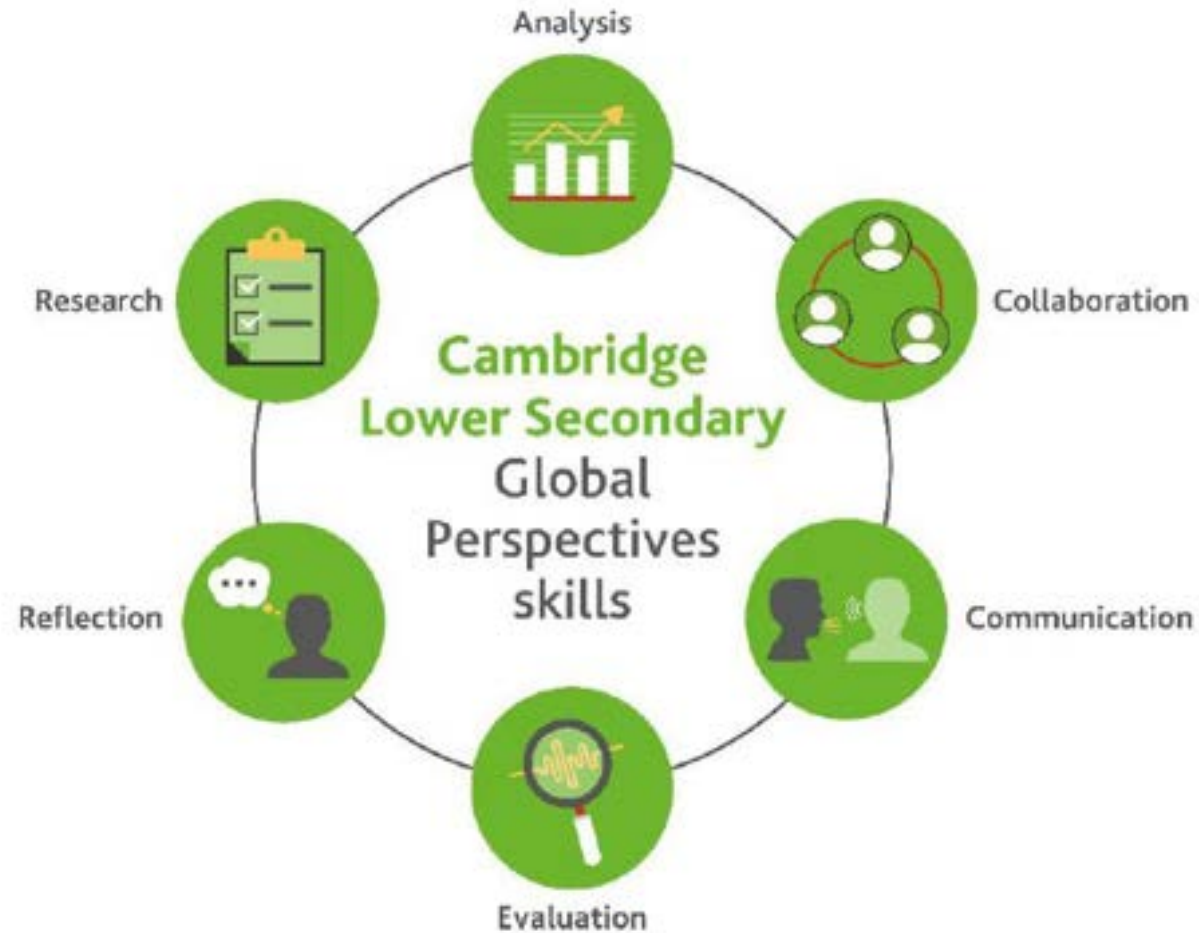 Analysis
Research
Collaboration
Cambridge
Lower Secondary
Global
Perspectives
skills
Reflection
Communication
Evaluation